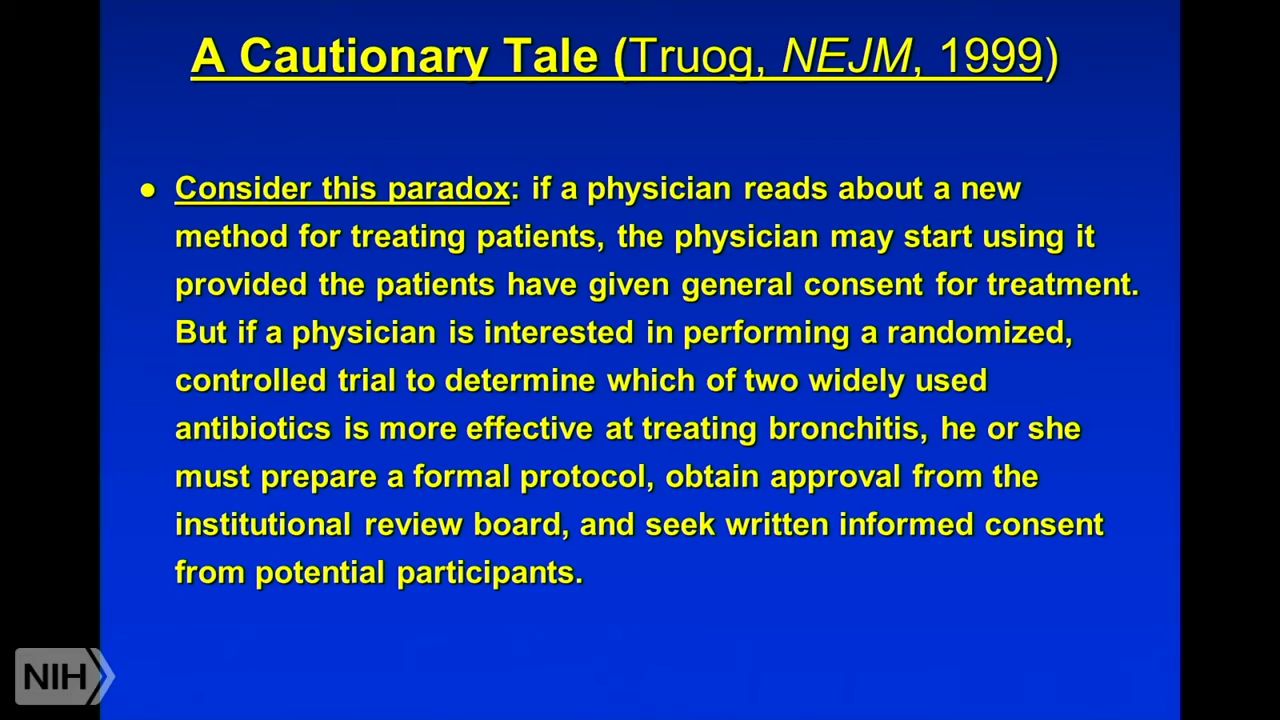 A Cautionary Tale (Truog, NEJM, 1999)
● Consider this paradox: if a physician reads about a new
method for treating patients, the physician may start using it
provided the patients have given general consent for treatment.
But if a physician is interested in performing a randomized,
controlled trial to determine which of two widely used
antibiotics is more effective at treating bronchitis, he or she
must prepare a formal protocol, obtain approval from the
institutional review board, and seek written informed consent
from potential participants.
NIH